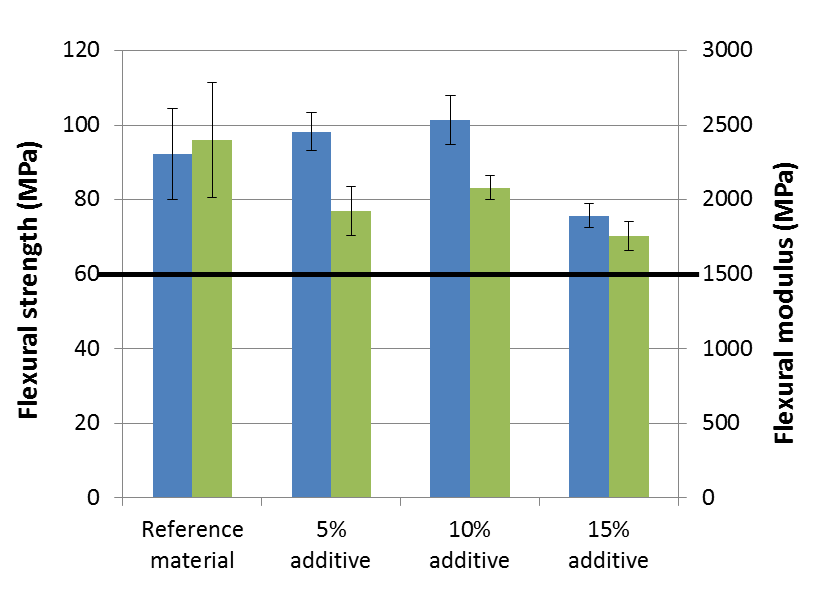 Flexural strength (MPa)
120
100
80
60
40
20
0
3000
2500
2000
1500
1000
500
0
Flexural modulus (MPa)
Reference
material
5%
additive
10%
additive
15%
additive